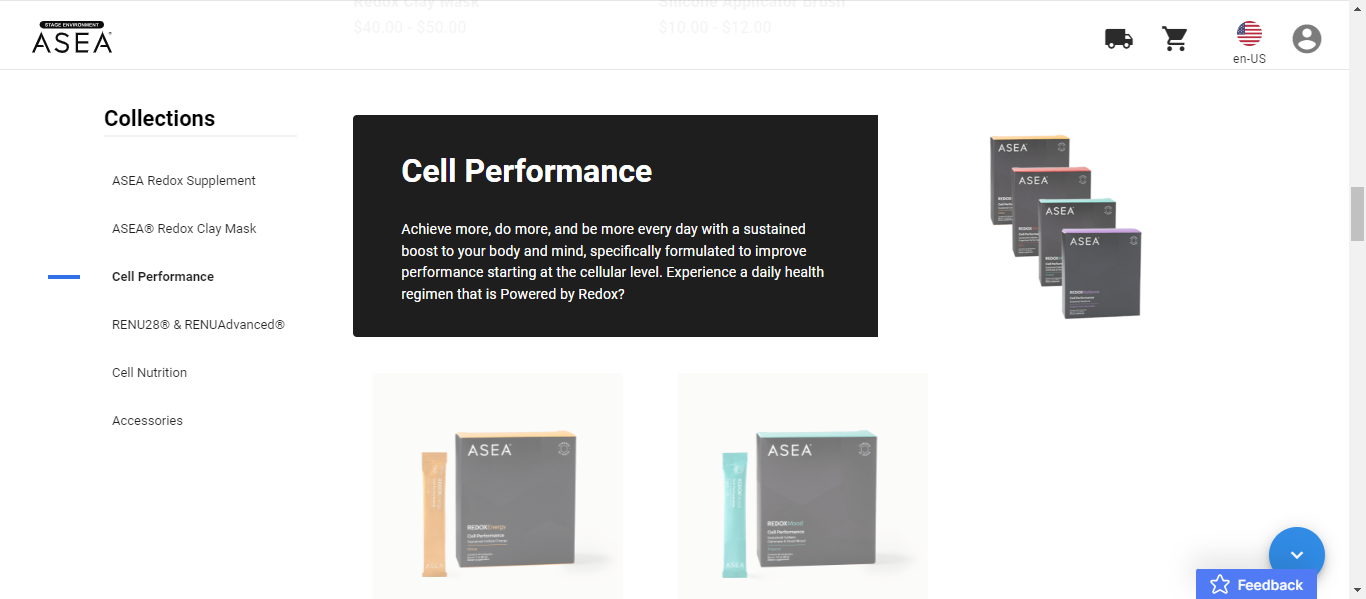 Redox Clay Mask
Silicone Applicator Brush
$40.00 - $50.00
$10.00 - $12.00
STAGE ENVIRONMENT
ASEA
en-US
Collections
ASEA Redox Supplement
ASEA® Redox Clay Mask
Cell Performance
RENU28® & RENUAdvanced®
Cell Nutrition
Accessories
Cell Performance
Achieve more, do more, and be more every day with a sustained
boost to your body and mind, specifically formulated to improve
performance starting at the cellular level. Experience a daily health
regimen that is Powered by Redox?
ASEA
ASEA
ASEA
ASEA
Cell Performance
ASEA
REDOXEnergy
Cell Performance
ASEA
ASEA
REDOXMood
Cell Performance
ASEA
Feedback